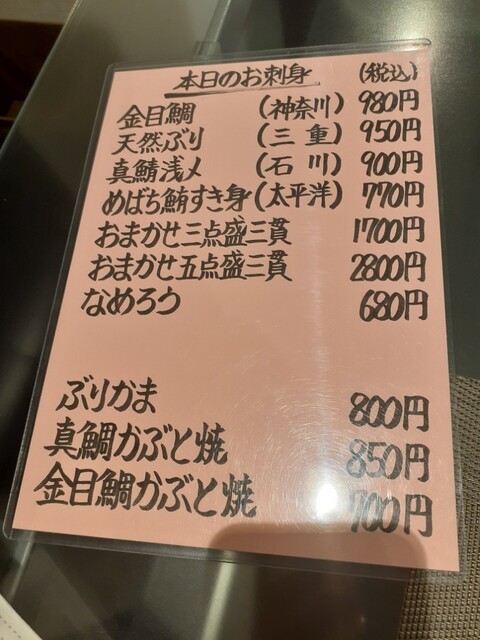 本日のお刺身 (税込)
金目鯛 (神奈川) 980円
天然ぶり (三重) 950円
真鯖浅〆 (石川) 900円
めばち鮪すき身 (太平洋) 770円
おまかせ三点盛三貫 1700円
おまかせ五点盛三貫 2800円
なめろう 680円
ぶりかま 800円
真鯛かぶと焼 850円
金目鯛かぶと焼 700円